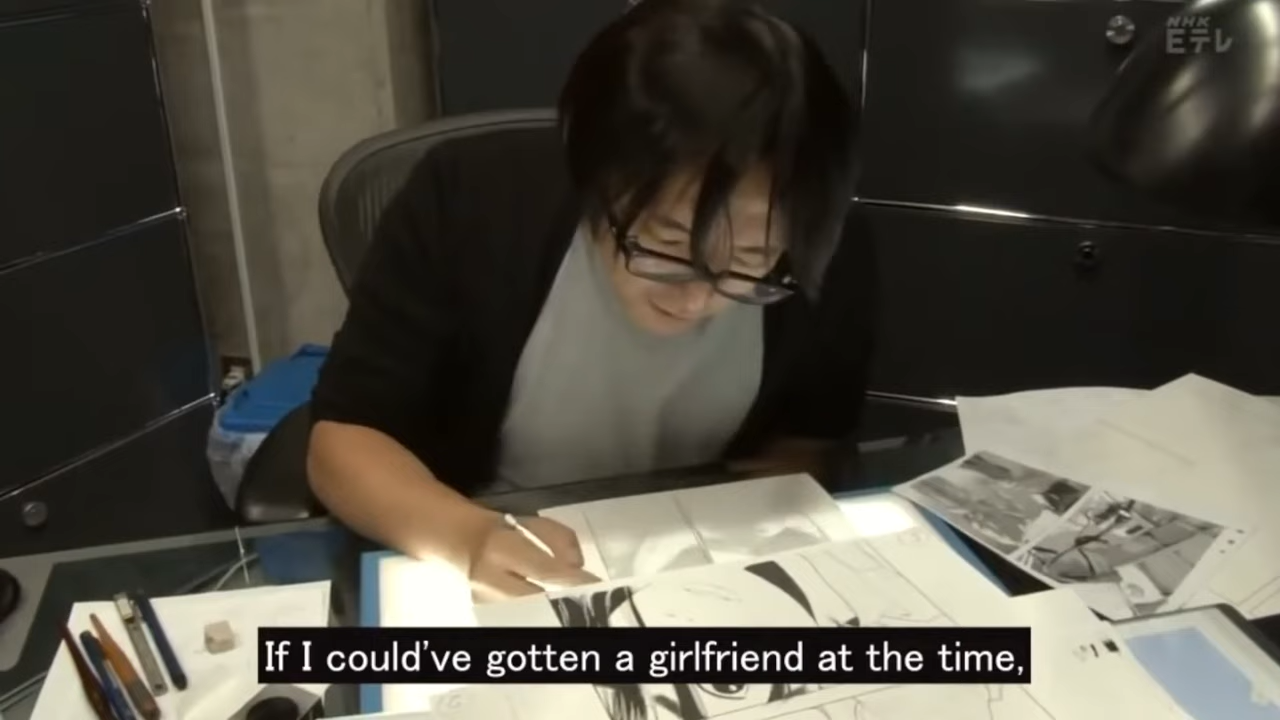 NHK
Eテレ
If I could've gotten a girlfriend at the time,